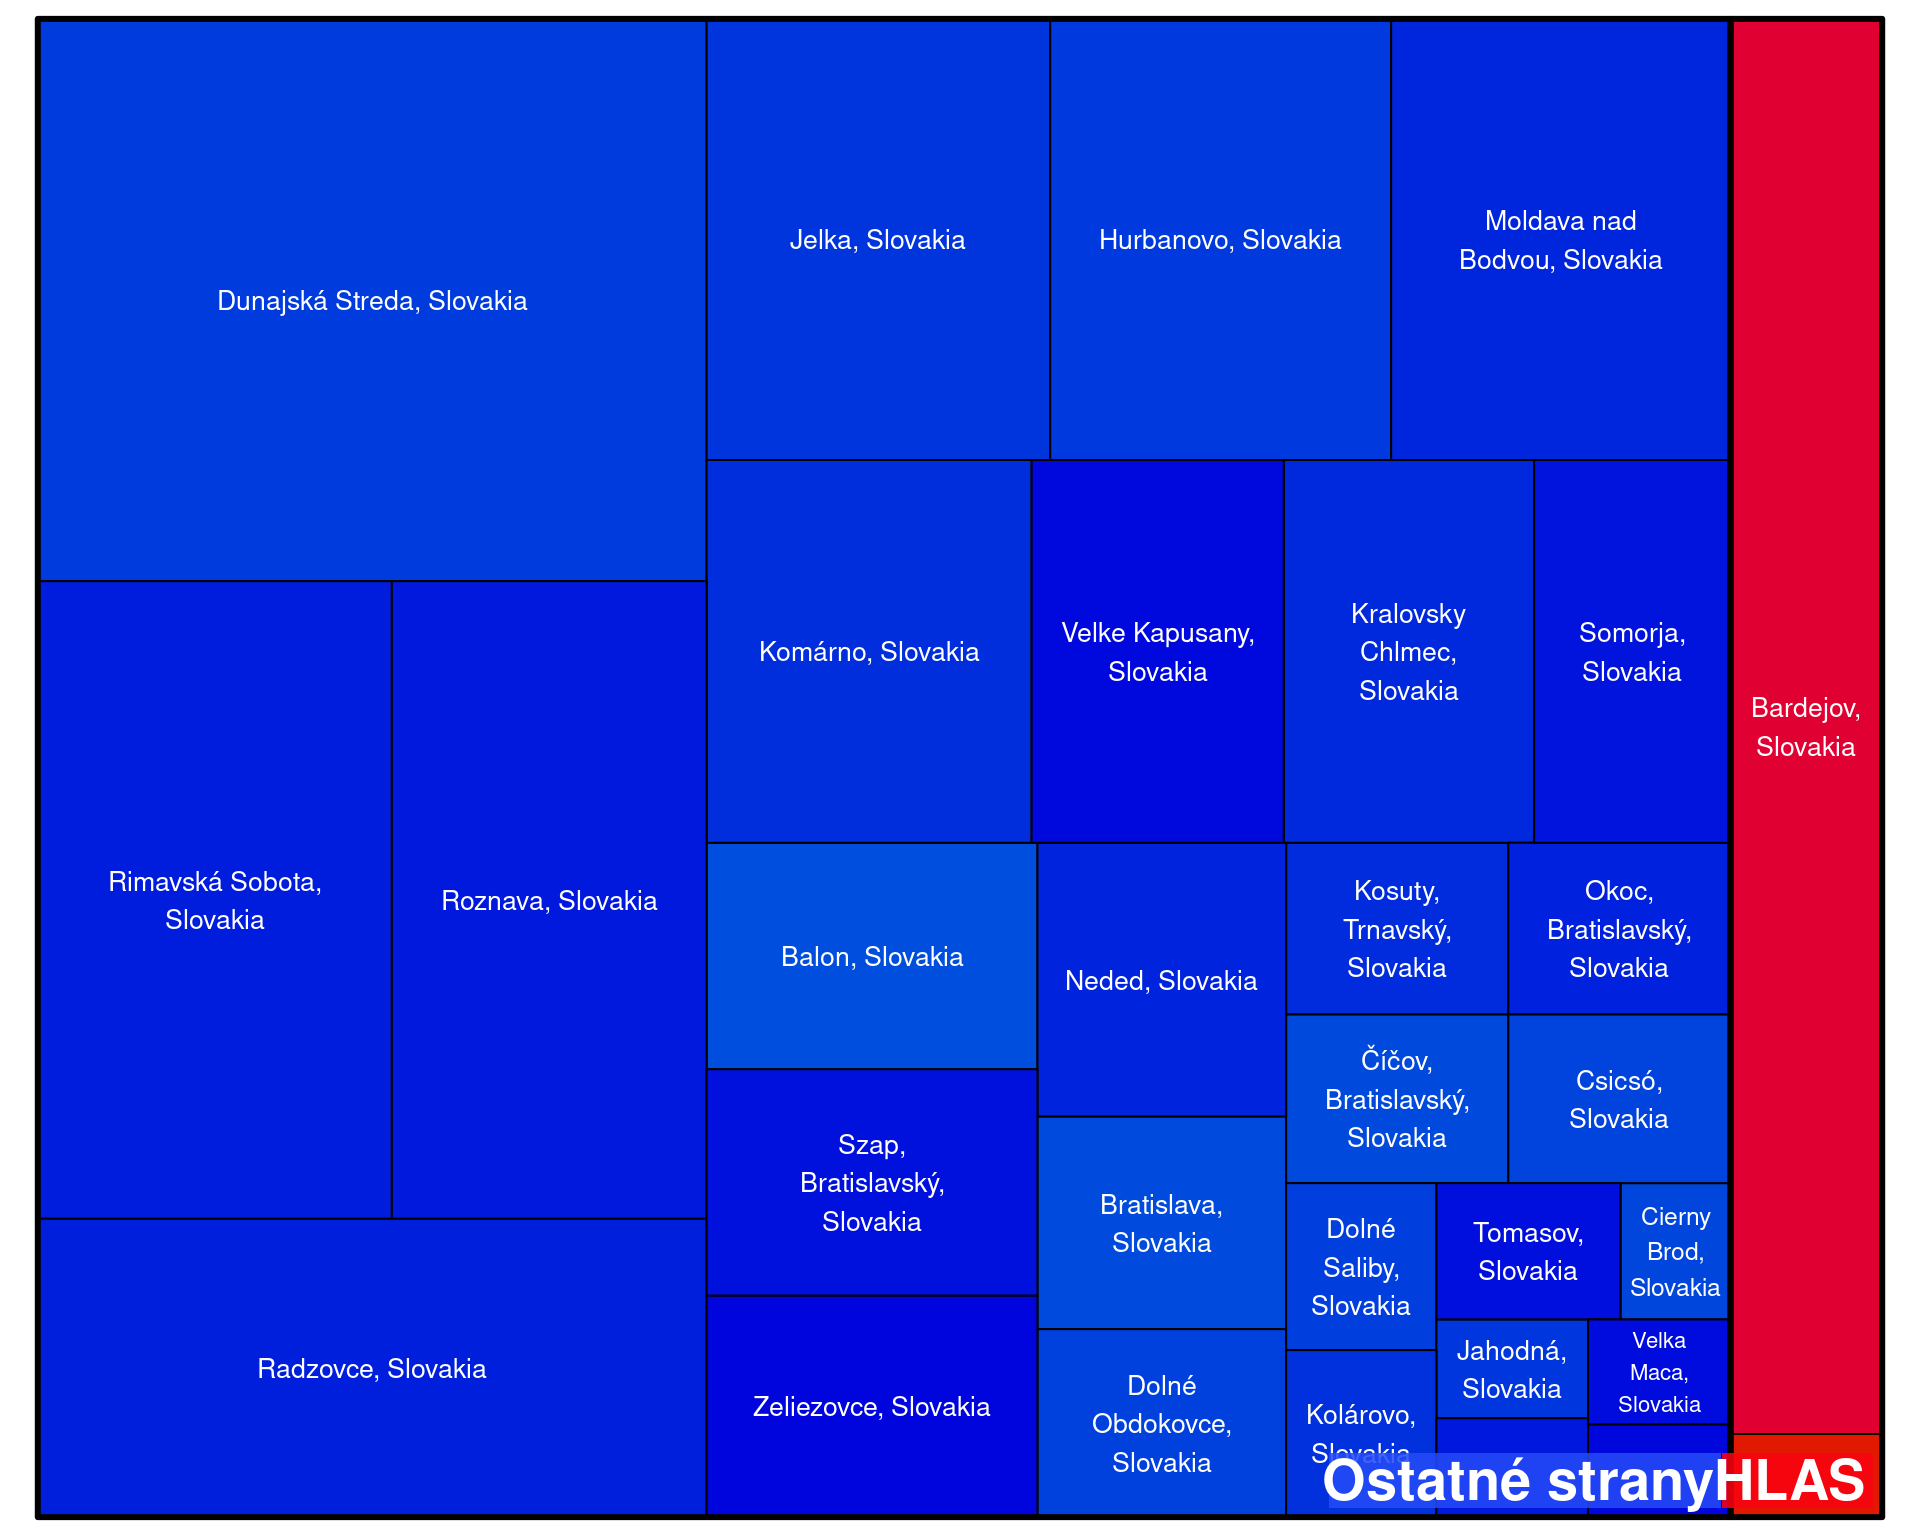 Dunajská Streda, Slovakia
Jelka, Slovakia
Hurbanovo, Slovakia
Moldava nad
Bodvou, Slovakia
Rimavská Sobota,
Slovakia
Roznava, Slovakia
Radzovce, Slovakia
Komárno, Slovakia
Velke Kapusany,
Slovakia
Kralovsky
Chlmec,
Slovakia
Somorja,
Slovakia
Balon, Slovakia
Neded, Slovakia
Kosuty,
Trnavský,
Slovakia
Okoc,
Bratislavský,
Slovakia
Číčov,
Bratislavský,
Slovakia
Csicsó,
Slovakia
Szap,
Bratislavský,
Slovakia
Zeliezovce, Slovakia
Bratislava,
Slovakia
Dolné
Obdokovce,
Slovakia
Dolné
Saliby,
Slovakia
Tomasov,
Slovakia
Cierny
Brod,
Slovakia
Jahodná,
Slovakia
Velka
Maca,
Slovakia
Kolárovo,
Slovakia
Bardejov,
Slovakia
Ostatné stranyHLAS